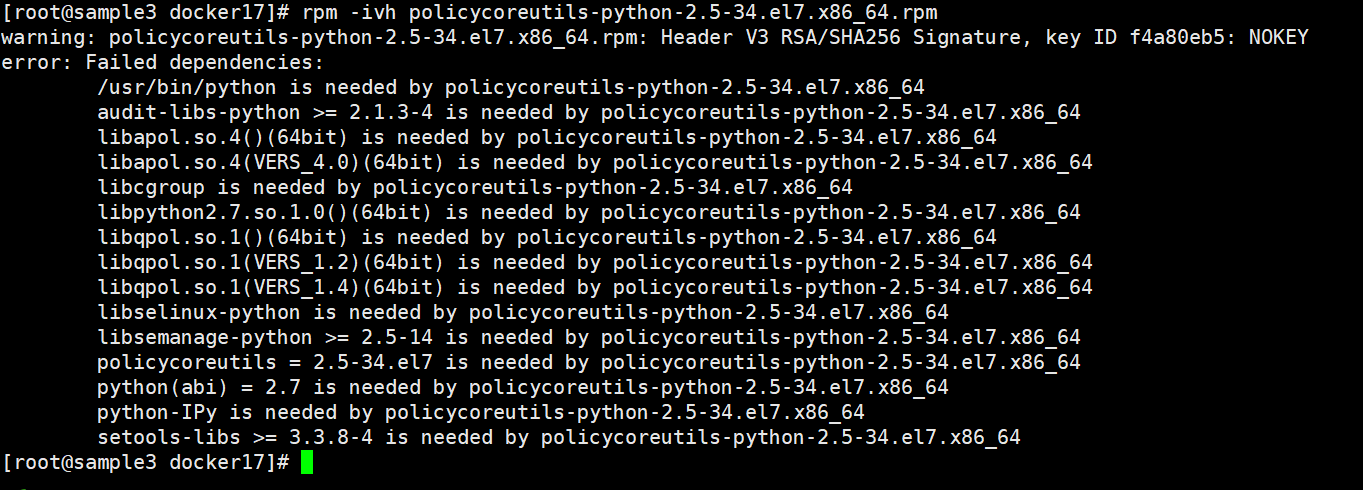 [root@sample3 docker17]# rpm -ivh policycoreutils-python-2.5-34.el7.x86_64.rpm
warning: policycoreutils-python-2.5-34.el7.x86_64.rpm: Header V3 RSA/SHA256 Signature, key ID f4a80eb5: NOKEY
error: Failed dependencies:
/usr/bin/python is needed by policycoreutils-python-2.5-34.el7.x86_64
audit-libs-python >= 2.1.3-4 is needed by policycoreutils-python-2.5-34.el7.x86_64
libapol.so.4()(64bit) is needed by policycoreutils-python-2.5-34.el7.x86_64
libapol.so.4(VERS_4.0)(64bit) is needed by policycoreutils-python-2.5-34.el7.x86_64
libcgroup is needed by policycoreutils-python-2.5-34.el7.x86_64
libpython2.7.so.1.0()(64bit) is needed by policycoreutils-python-2.5-34.el7.x86_64
libqpol.so.1()(64bit) is needed by policycoreutils-python-2.5-34.el7.x86_64
libqpol.so.1(VERS_1.2)(64bit) is needed by policycoreutils-python-2.5-34.el7.x86_64
libqpol.so.1(VERS_1.4)(64bit) is needed by policycoreutils-python-2.5-34.el7.x86_64
libselinux-python is needed by policycoreutils-python-2.5-34.el7.x86_64
libsemanage-python >= 2.5-14 is needed by policycoreutils-python-2.5-34.el7.x86_64
policycoreutils = 2.5-34.el7 is needed by policycoreutils-python-2.5-34.el7.x86_64
python(abi) = 2.7 is needed by policycoreutils-python-2.5-34.el7.x86_64
python-IPy is needed by policycoreutils-python-2.5-34.el7.x86_64
setools-libs >= 3.3.8-4 is needed by policycoreutils-python-2.5-34.el7.x86_64
[root@sample3 docker17]#